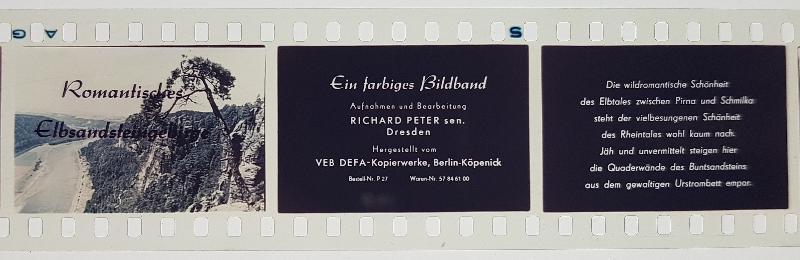 AG
S
Romantisches
Elbsandsteingebirge
Ein farbiges Bildband
Aufnahmen und Bearbeitung
RICHARD PETER sen.
Dresden
Hergestellt vom
VEB DEFA-Kopierwerke, Berlin-Köpenick
Bestell-Nr. P 27 Waren-Nr. 57 84 61 00
Die wildromantische Schönheit
des Elbtales zwischen Pirna und Schmilka
steht der vielbesungenen Schönheit
des Rheintales wohl kaum nach.
Jäh und unvermittelt steigen hier
die Quaderwände des Buntsandsteins
aus dem gewaltigen Urstrombett empor.